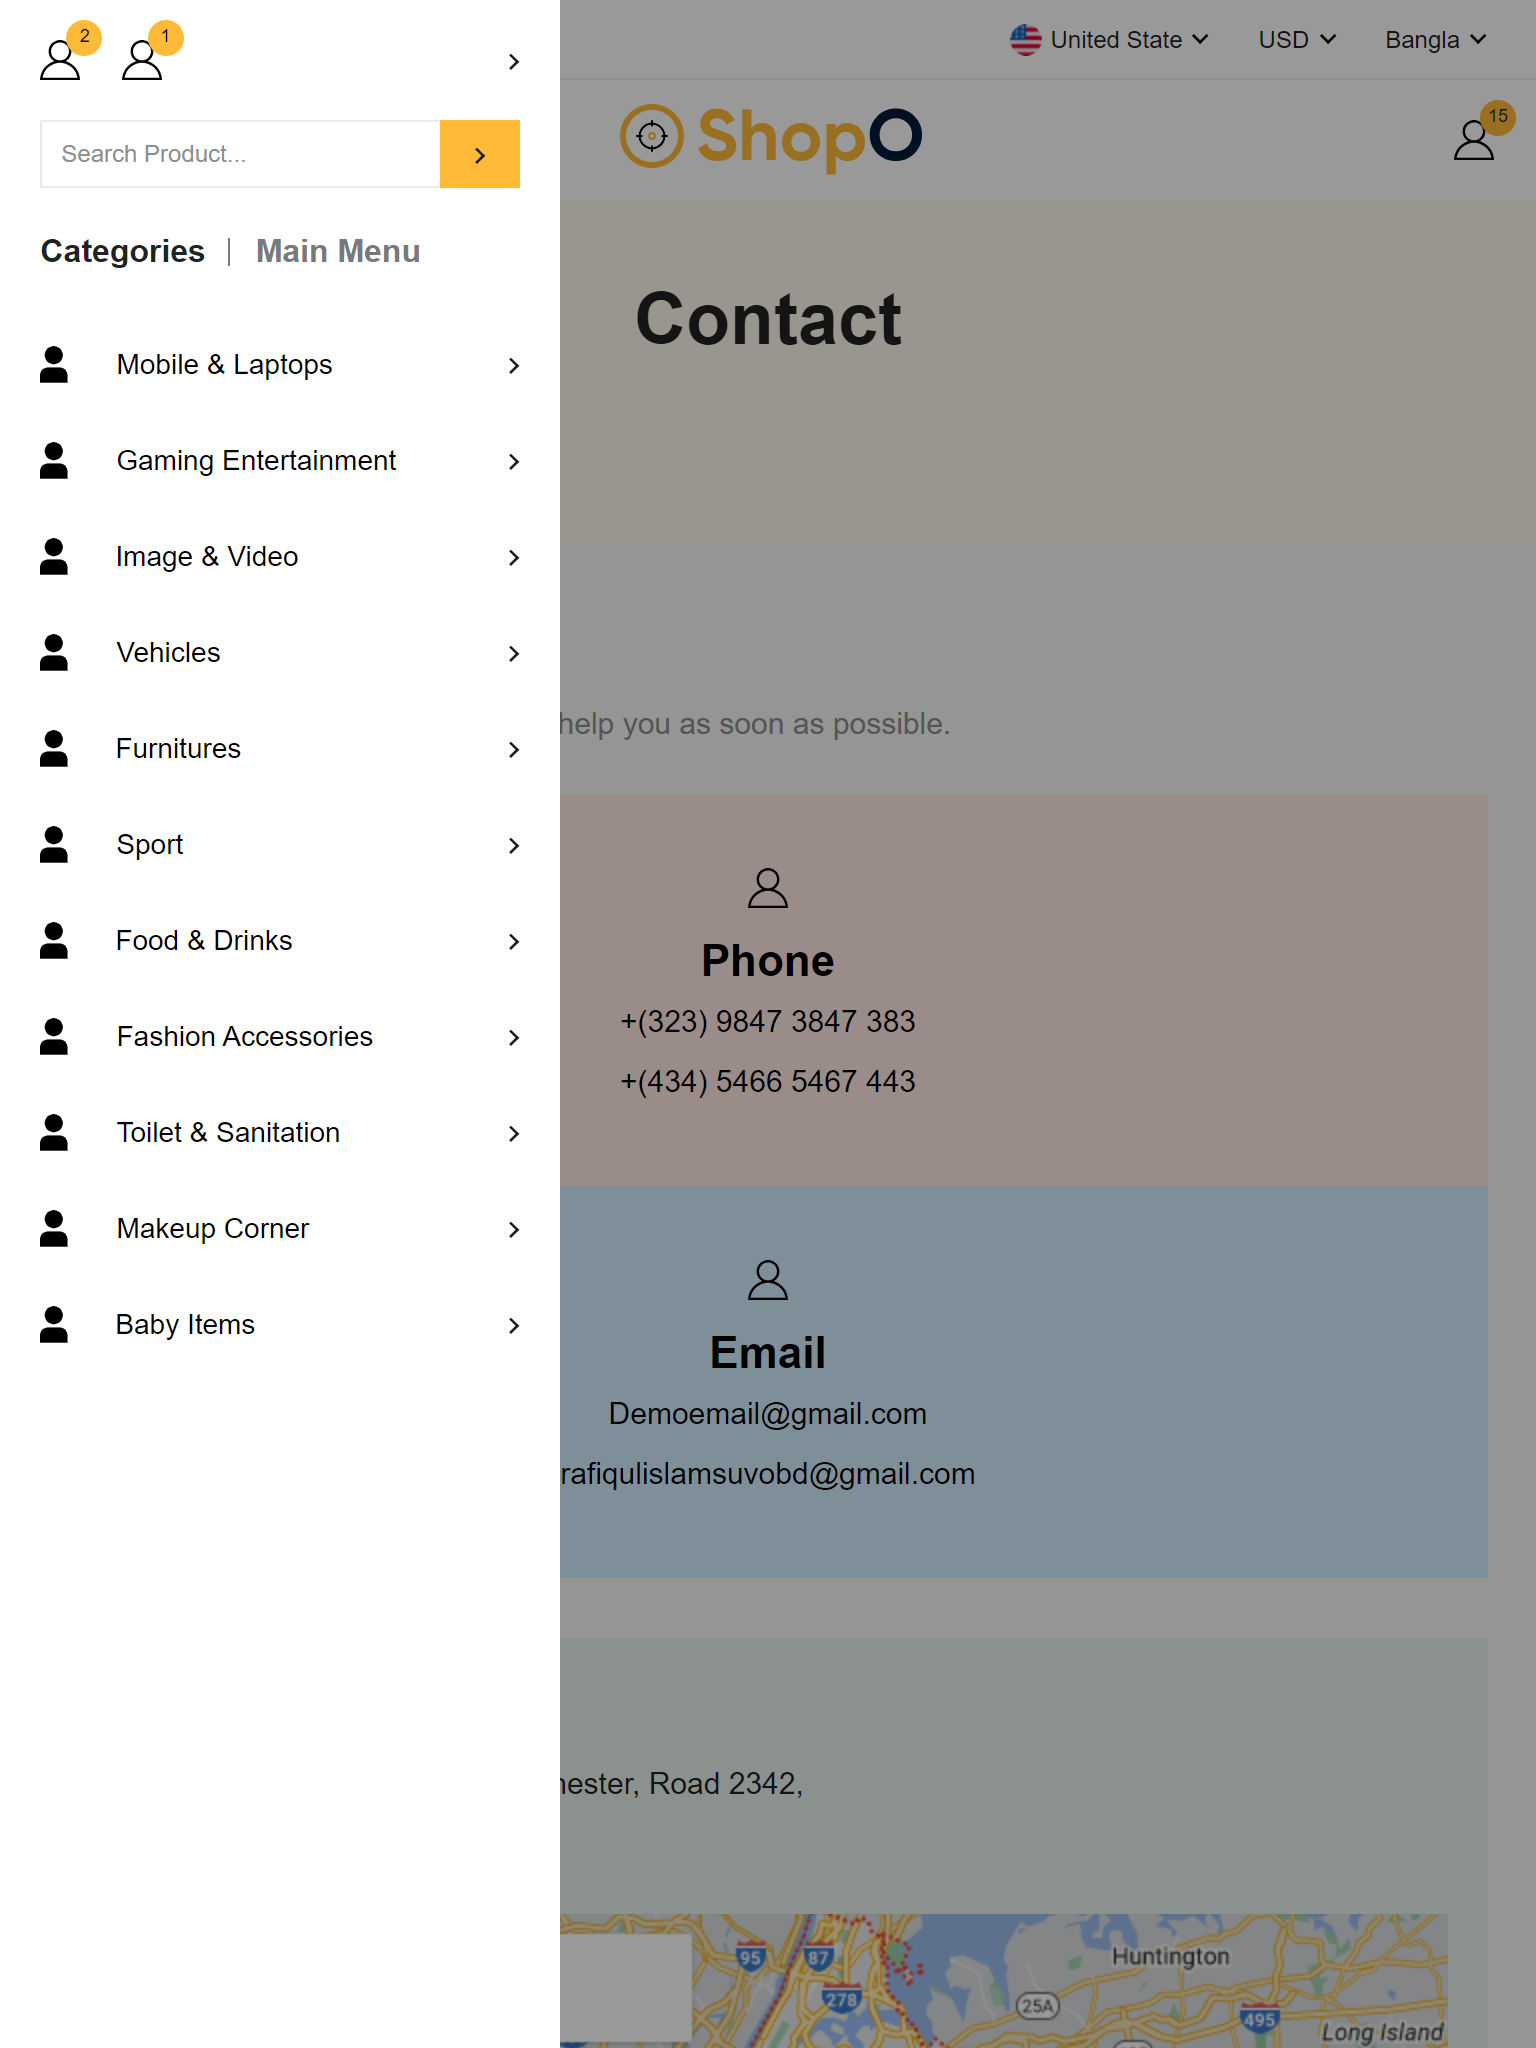 2
1
Search Product...
Categories
Main Menu
Mobile & Laptops
Gaming Entertainment
Image & Video
Vehicles
Furnitures
Sport
Food & Drinks
Fashion Accessories
Toilet & Sanitation
Makeup Corner
Baby Items
United State
USD
Bangla
ShopO
15
Contact
help you as soon as possible.
Phone
+(323) 9847 3847 383
+(434) 5466 5467 443
Email
Demoemail@gmail.com
rafiqulislamsuvobd@gmail.com
Road 2342,
95
87
Huntington
278
25A
495
Long Island